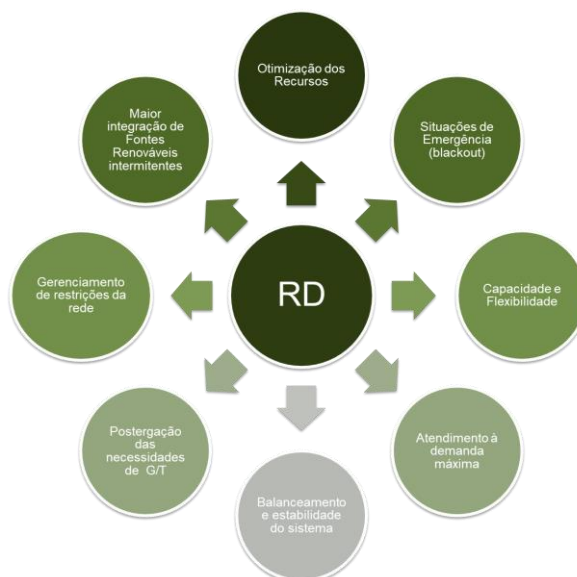 Otimização dos
Recursos
Situações de
Emergência
(blackout)
Capacidade e
Flexibilidade
Atendimento à
demanda
máxima
Balanceamento
e estabilidade
do sistema
Postergação
das
necessidades
de G/T
Gerenciamento
de restrições da
rede
Maior
integração de
Fontes
Renováveis
intermitentes
RD